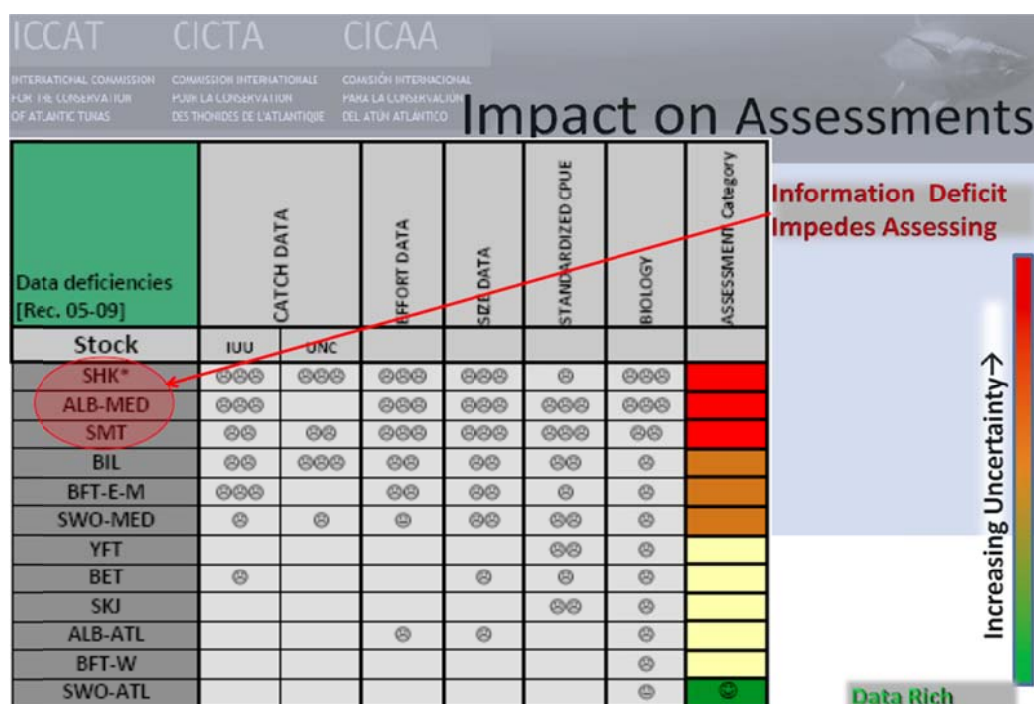 ICCAT CICTA CICAA
INTERNATIONAL COMMISSION COMMISSION INTERNATIONALE COMISIÓN INTERNACIONAL
FOR THE CONSERVATION POUR LA CONSERVATION PARA LA CONSERVACIÓN
OF ATLANTIC TUNAS DES THONIDES DE L'ATLANTIQUE DEL ATÚN ATLÁNTICO
Impact on Assessments
Information Deficit
Impedes Assessing
Data deficiencies
[Rec. 05-09]
CATCH DATA
EFFORT DATA
SIZE DATA
STANDARDIZED CPUE
BIOLOGY
ASSESSMENT Category
Stock IUU UNC
SHK*
ALB-MED
SMT
BIL
BFT-E-M
SWO-MED
YFT
BET
SKJ
ALB-ATL
BFT-W
SWO-ATL
Increasing Uncertainty→
Data Rich